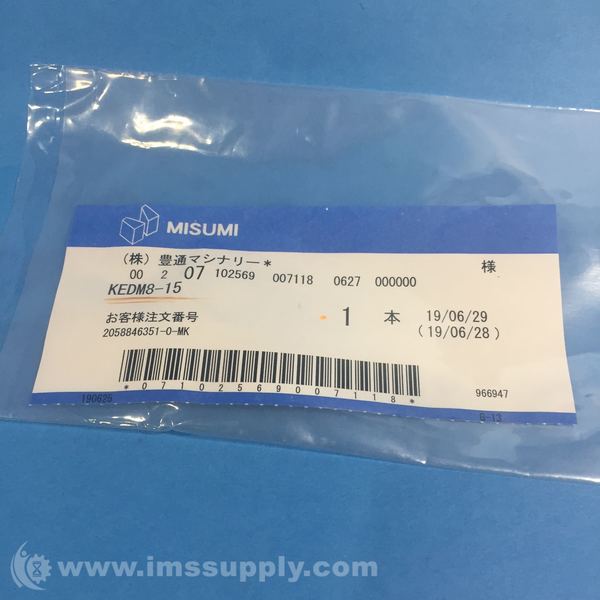 MISUMI
(株) 豊通マシナリー* 様
00 2 07 102569 007118 0627 000000
KEDM8-15
お客様注文番号 1 本 19/06/29
2058846351-0-MK (19/06/28)
*07102569007118*
190625 966947
B-13
www.imssupply.com